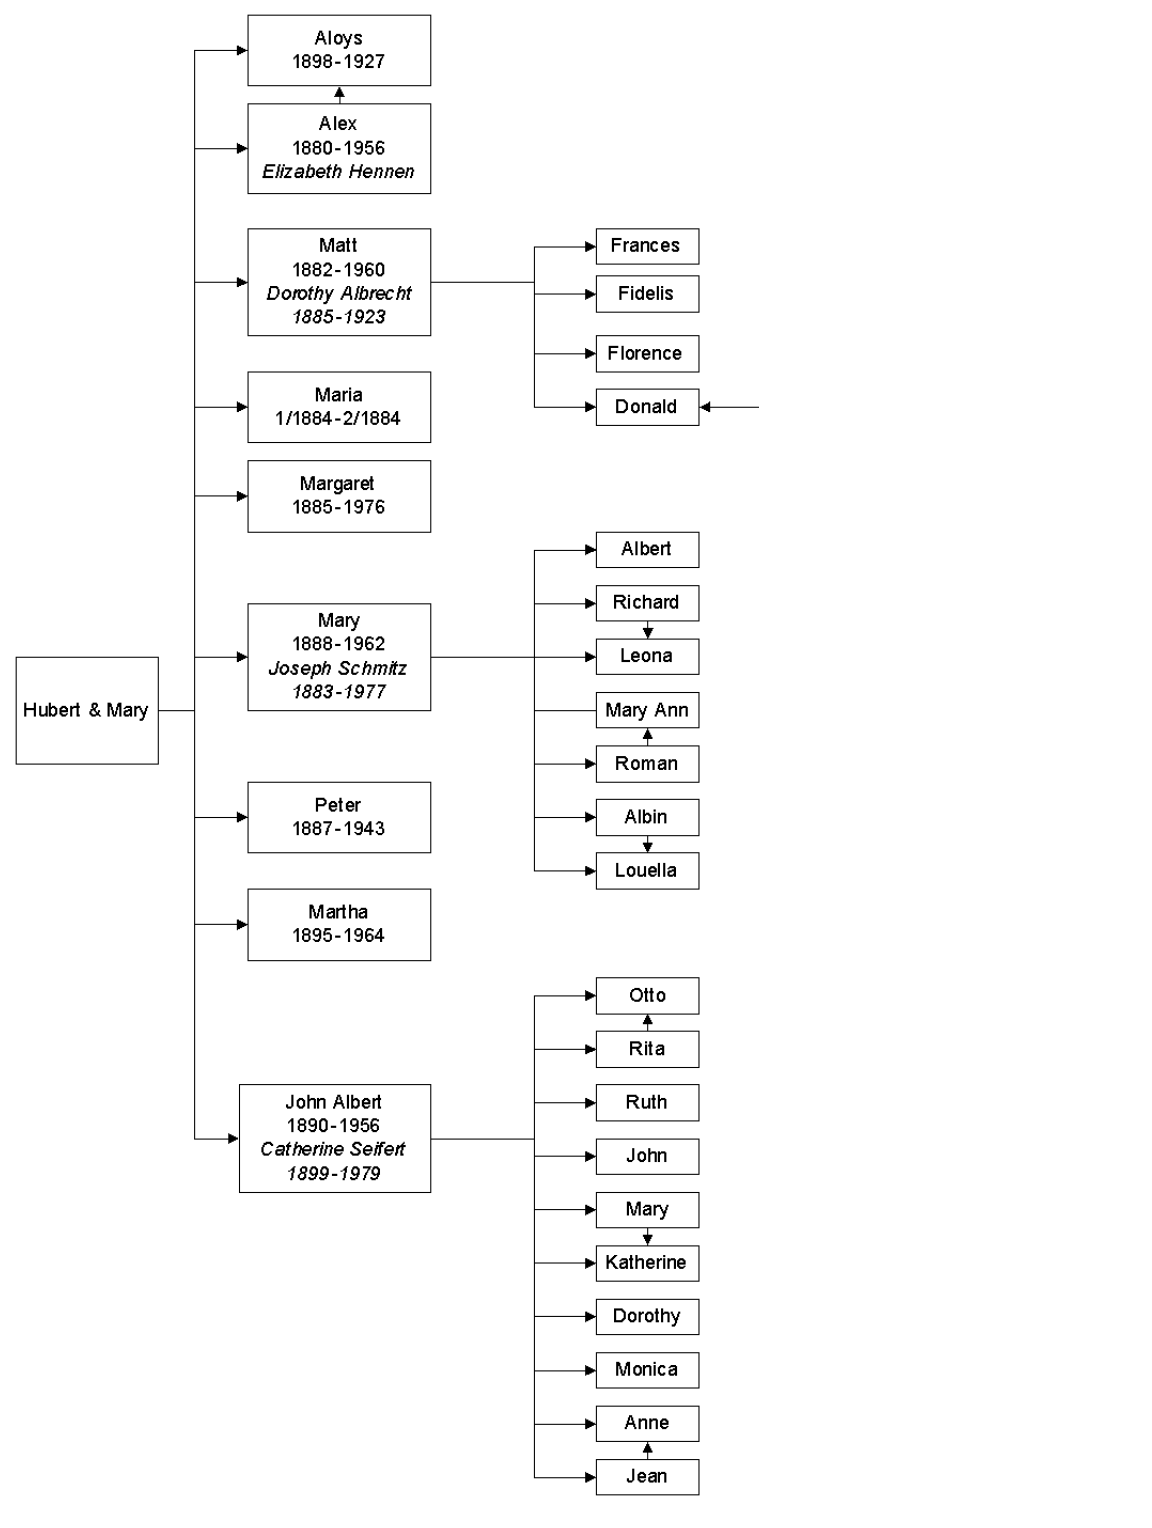 Aloys
1898-1927
Alex
1880-1956
Elizabeth Hennen
Matt
1882-1960
Dorothy Albrecht
1885-1923
Frances
Fidelis
Florence
Donald
Maria
1/1884-2/1884
Margaret
1885-1976
Hubert & Mary
Mary
1888-1962
Joseph Schmitz
1883-1977
Albert
Richard
Leona
Mary Ann
Roman
Albin
Louella
Peter
1887-1943
Martha
1895-1964
John Albert
1890-1956
Catherine Seifert
1899-1979
Otto
Rita
Ruth
John
Mary
Katherine
Dorothy
Monica
Anne
Jean